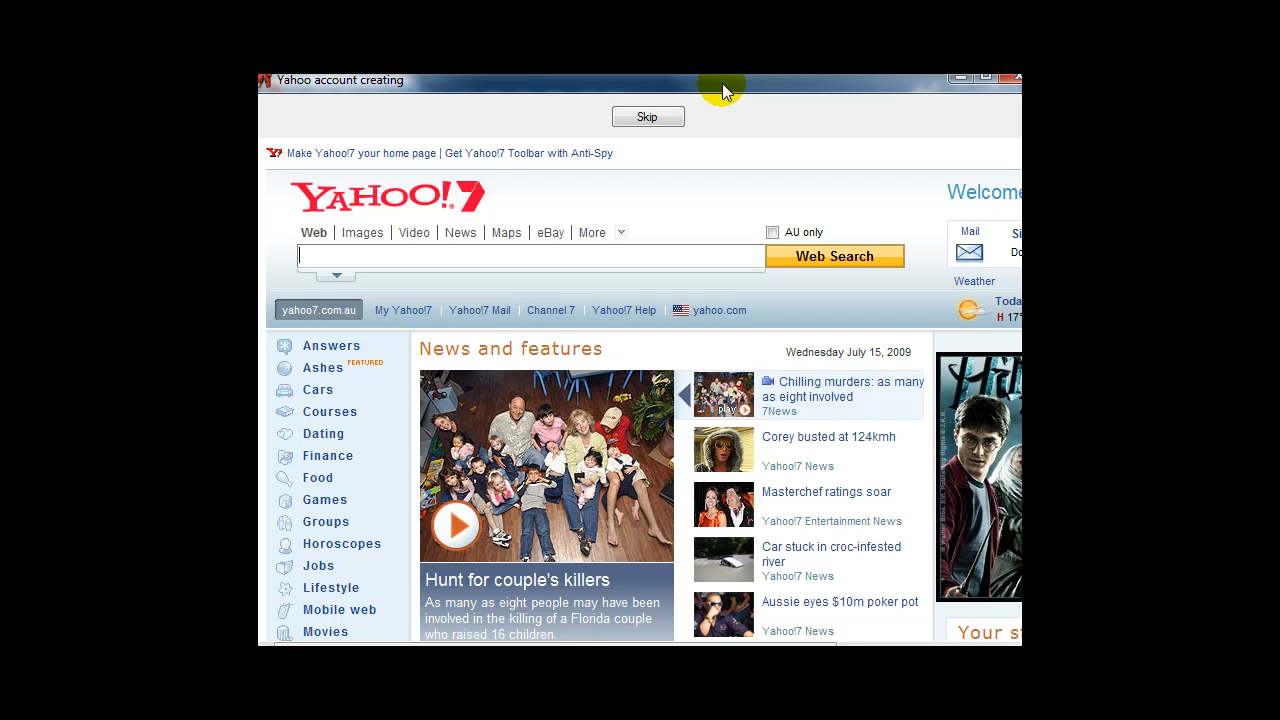 Yahoo account creating
Skip
Y! Make Yahoo!7 your home page | Get Yahoo!7 Toolbar with Anti-Spy
YAHOO!7
Welcome
Web | Images | Video | News | Maps | eBay | More
AU only
Mail
Web Search
Weather
yahoo7.com.au
My Yahoo!7 | Yahoo!7 Mail | Channel 7 | Yahoo!7 Help | yahoo.com
H 17°
Answers
Ashes FEATURED
Cars
Courses
Dating
Finance
Food
Games
Groups
Horoscopes
Jobs
Lifestyle
Mobile web
Movies
News and features
Wednesday July 15, 2009
Hunt for couple's killers
As many as eight people may have been
involved in the killing of a Florida couple
who raised 16 children.
play
Chilling murders: as many
as eight involved
7News
Corey busted at 124kmh
Yahoo!7 News
Masterchef ratings soar
Yahoo!7 Entertainment News
Car stuck in croc-infested
river
Yahoo!7 News
Aussie eyes $10m poker pot
Yahoo!7 News
Your